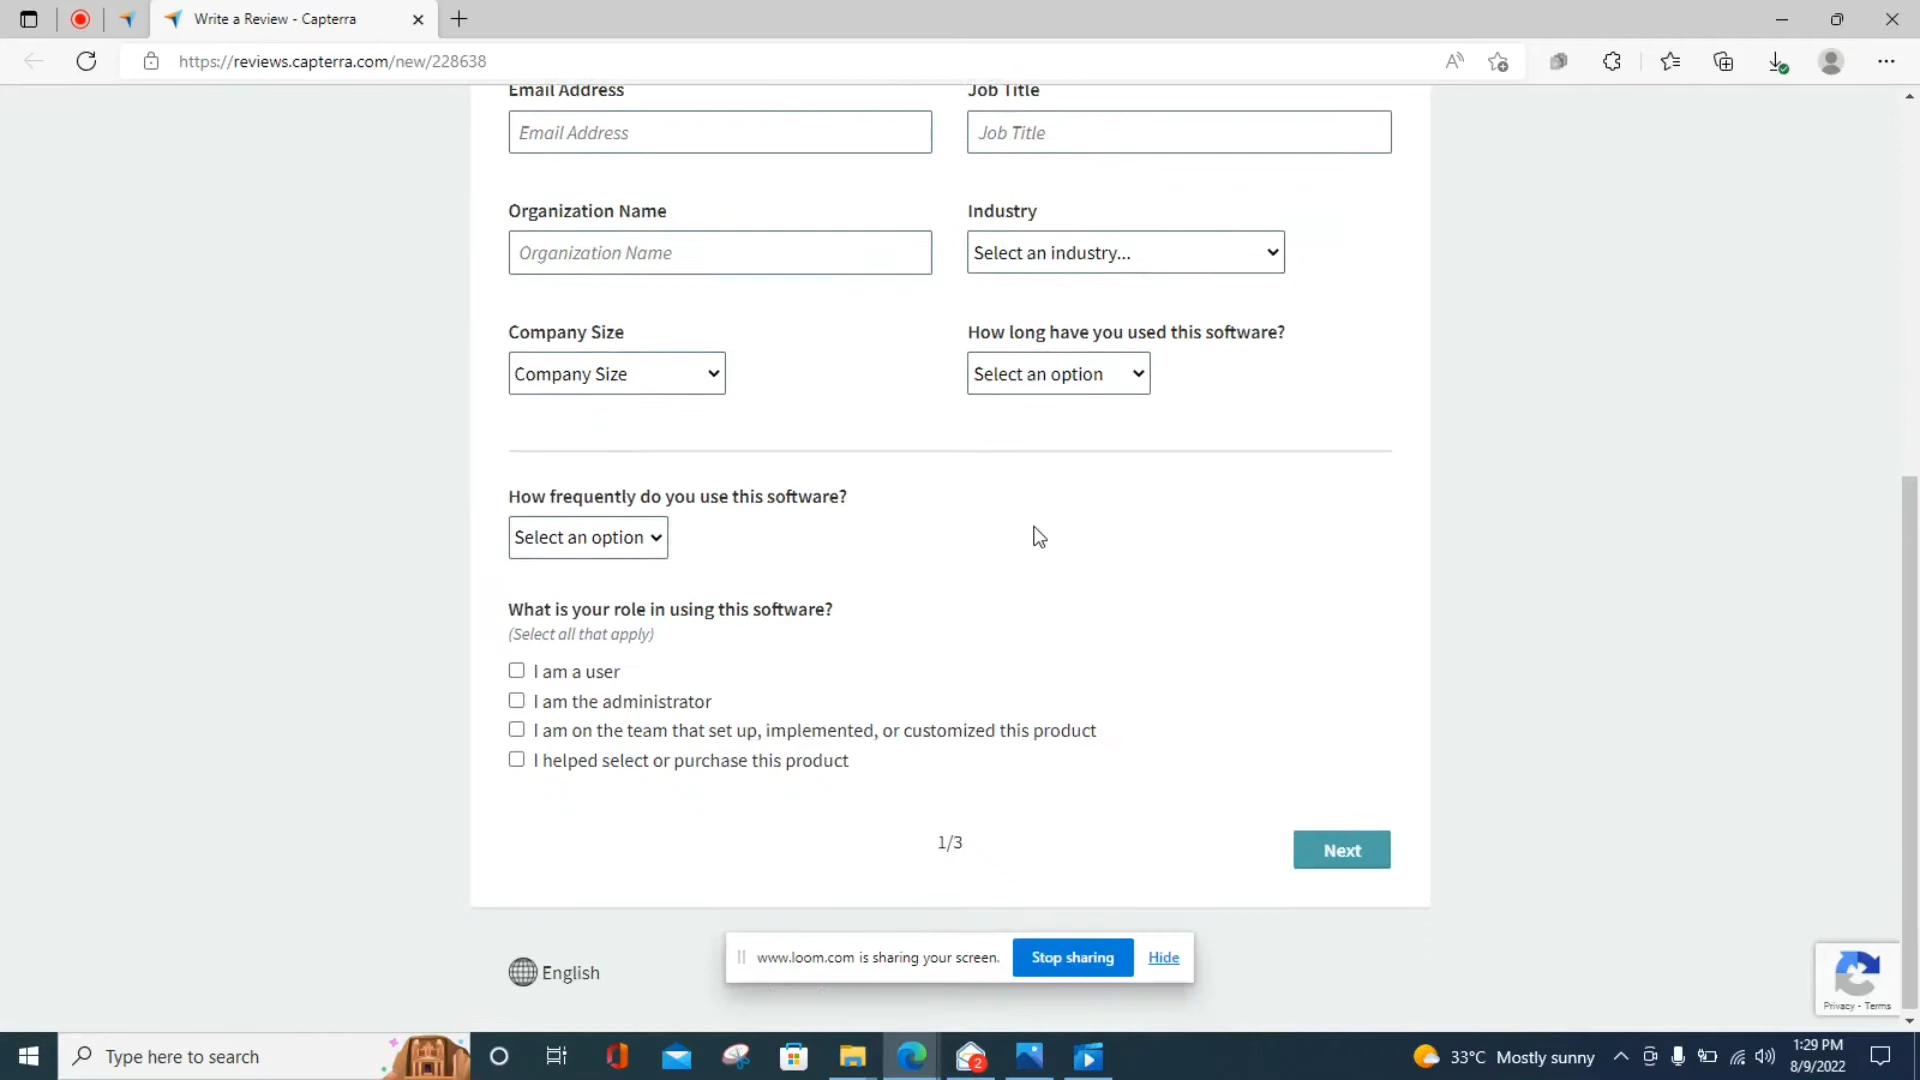 Write a Review - Capterra
https://reviews.capterra.com/new/228638
Email Address
Job Title
Email Address
Job Title
Organization Name
Industry
Organization Name
Select an industry...
Company Size
How long have you used this software?
Company Size
Select an option
How frequently do you use this software?
Select an option
What is your role in using this software?
(Select all that apply)
I am a user
I am the administrator
I am on the team that set up, implemented, or customized this product
I helped select or purchase this product
1/3
Next
www.loom.com is sharing your screen.
Stop sharing
Hide
English
Privacy - Terms
Type here to search
2
33°C Mostly sunny
1:29 PM
8/9/2022